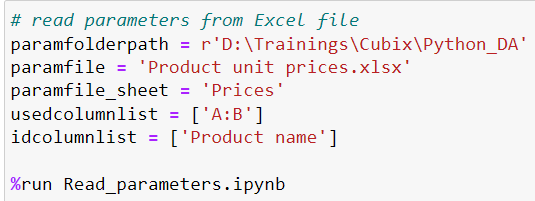 # read parameters from Excel file
paramfolderpath = r'D:\Trainings\Cubix\Python_DA'
paramfile = 'Product unit prices.xlsx'
paramfile_sheet = 'Prices'
usedcolumnlist = ['A:B']
idcolumnlist = ['Product name']
%run Read_parameters.ipynb